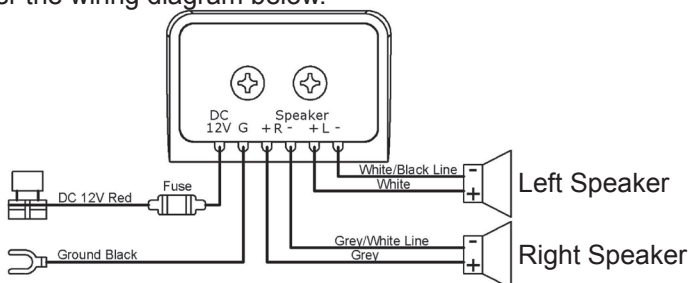 er the wiring diagram below.
DC Speaker
12V G + R - + L -
White/Black Line
White
- Left Speaker
+
DC 12V Red Fuse
Grey/White Line
Grey
- Right Speaker
+
Ground Black